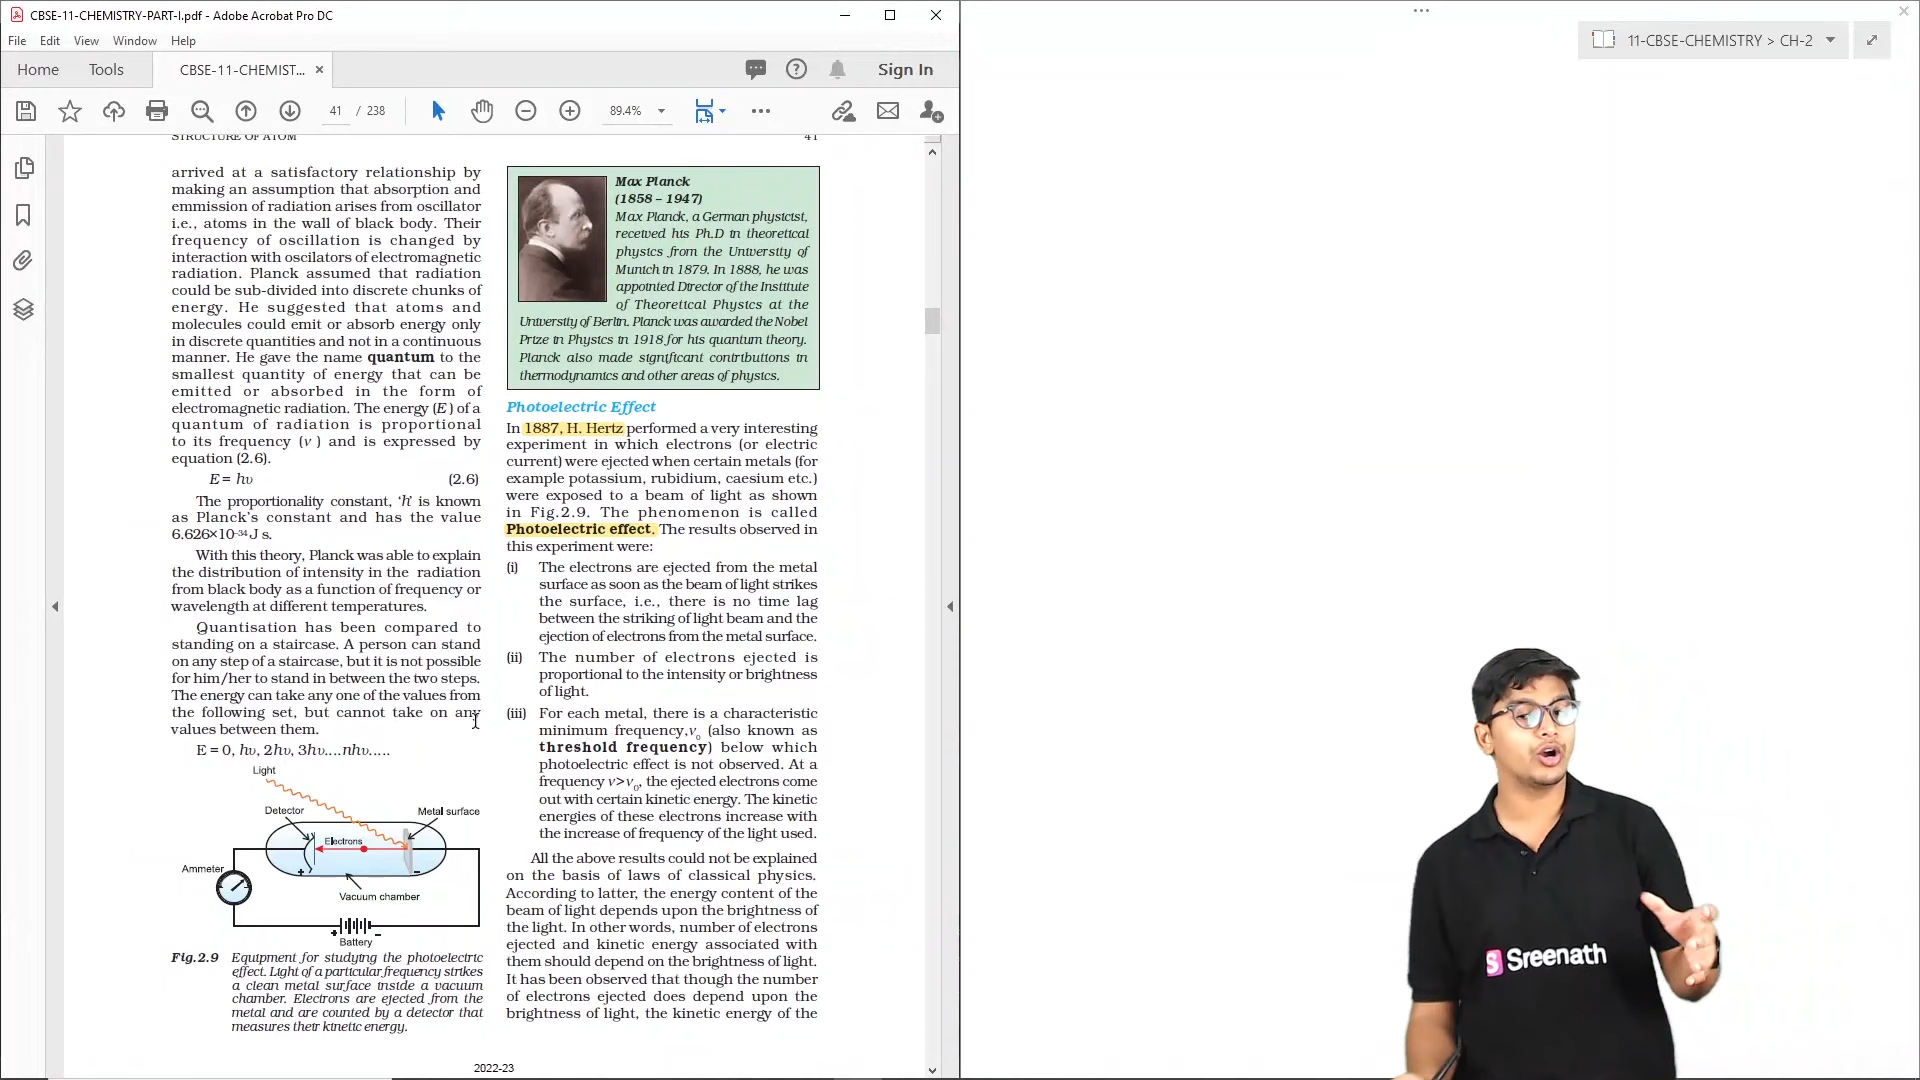 CBSE-11-CHEMISTRY-PART-I.pdf - Adobe Acrobat Pro DC
File Edit View Window Help
Home Tools CBSE-11-CHEMIST... × Sign In
41 / 238 89.4%
11-CBSE-CHEMISTRY > CH-2
STRUCTURE OF ATOM 41
arrived at a satisfactory relationship by
making an assumption that absorption and
emmission of radiation arises from oscillator
i.e., atoms in the wall of black body. Their
frequency of oscillation is changed by
interaction with oscilators of electromagnetic
radiation. Planck assumed that radiation
could be sub-divided into discrete chunks of
energy. He suggested that atoms and
molecules could emit or absorb energy only
in discrete quantities and not in a continuous
manner. He gave the name quantum to the
smallest quantity of energy that can be
emitted or absorbed in the form of
electromagnetic radiation. The energy (E ) of a
quantum of radiation is proportional
to its frequency (ν ) and is expressed by
equation (2.6).
E = hυ (2.6)
The proportionality constant, ‘h’ is known
as Planck’s constant and has the value
6.626×10⁻³⁴ J s.
With this theory, Planck was able to explain
the distribution of intensity in the radiation
from black body as a function of frequency or
wavelength at different temperatures.
Quantisation has been compared to
standing on a staircase. A person can stand
on any step of a staircase, but it is not possible
for him/her to stand in between the two steps.
The energy can take any one of the values from
the following set, but cannot take on any
values between them.
E = 0, hυ, 2hυ, 3hυ....nhυ.....
Light
Detector
Metal surface
Electrons
Ammeter
+ −
Vacuum chamber
+ −
Battery
Fig.2.9 Equipment for studying the photoelectric
effect. Light of a particular frequency strikes
a clean metal surface inside a vacuum
chamber. Electrons are ejected from the
metal and are counted by a detector that
measures their kinetic energy.
Max Planck
(1858 – 1947)
Max Planck, a German physicist,
received his Ph.D in theoretical
physics from the University of
Munich in 1879. In 1888, he was
appointed Director of the Institute
of Theoretical Physics at the
University of Berlin. Planck was awarded the Nobel
Prize in Physics in 1918 for his quantum theory.
Planck also made significant contributions in
thermodynamics and other areas of physics.
Photoelectric Effect
In 1887, H. Hertz performed a very interesting
experiment in which electrons (or electric
current) were ejected when certain metals (for
example potassium, rubidium, caesium etc.)
were exposed to a beam of light as shown
in Fig.2.9. The phenomenon is called
Photoelectric effect. The results observed in
this experiment were:
(i) The electrons are ejected from the metal
surface as soon as the beam of light strikes
the surface, i.e., there is no time lag
between the striking of light beam and the
ejection of electrons from the metal surface.
(ii) The number of electrons ejected is
proportional to the intensity or brightness
of light.
(iii) For each metal, there is a characteristic
minimum frequency,ν₀ (also known as
threshold frequency) below which
photoelectric effect is not observed. At a
frequency ν>ν₀, the ejected electrons come
out with certain kinetic energy. The kinetic
energies of these electrons increase with
the increase of frequency of the light used.
All the above results could not be explained
on the basis of laws of classical physics.
According to latter, the energy content of the
beam of light depends upon the brightness of
the light. In other words, number of electrons
ejected and kinetic energy associated with
them should depend on the brightness of light.
It has been observed that though the number
of electrons ejected does depend upon the
brightness of light, the kinetic energy of the
2022-23
S Sreenath